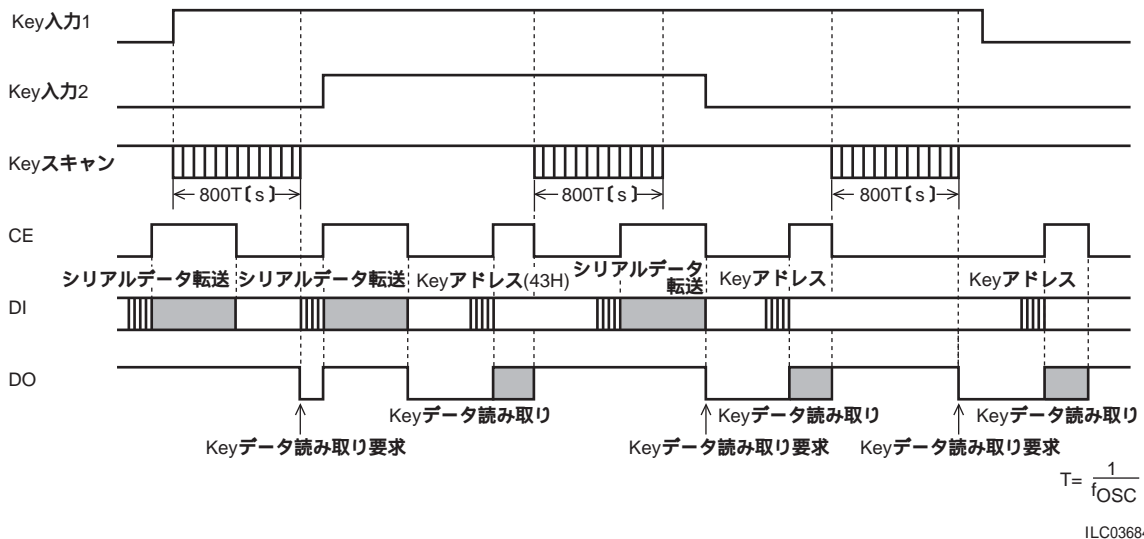 Key入力1
Key入力2
Keyスキャン
800T〔s〕
800T〔s〕
800T〔s〕
CE
シリアルデータ転送
シリアルデータ転送
Keyアドレス(43H)
シリアルデータ
転送
Keyアドレス
Keyアドレス
DI
DO
Keyデータ読み取り
Keyデータ読み取り
Keyデータ読み取り
Keyデータ読み取り要求
Keyデータ読み取り要求
Keyデータ読み取り要求
T= 1
fOSC
ILC03684